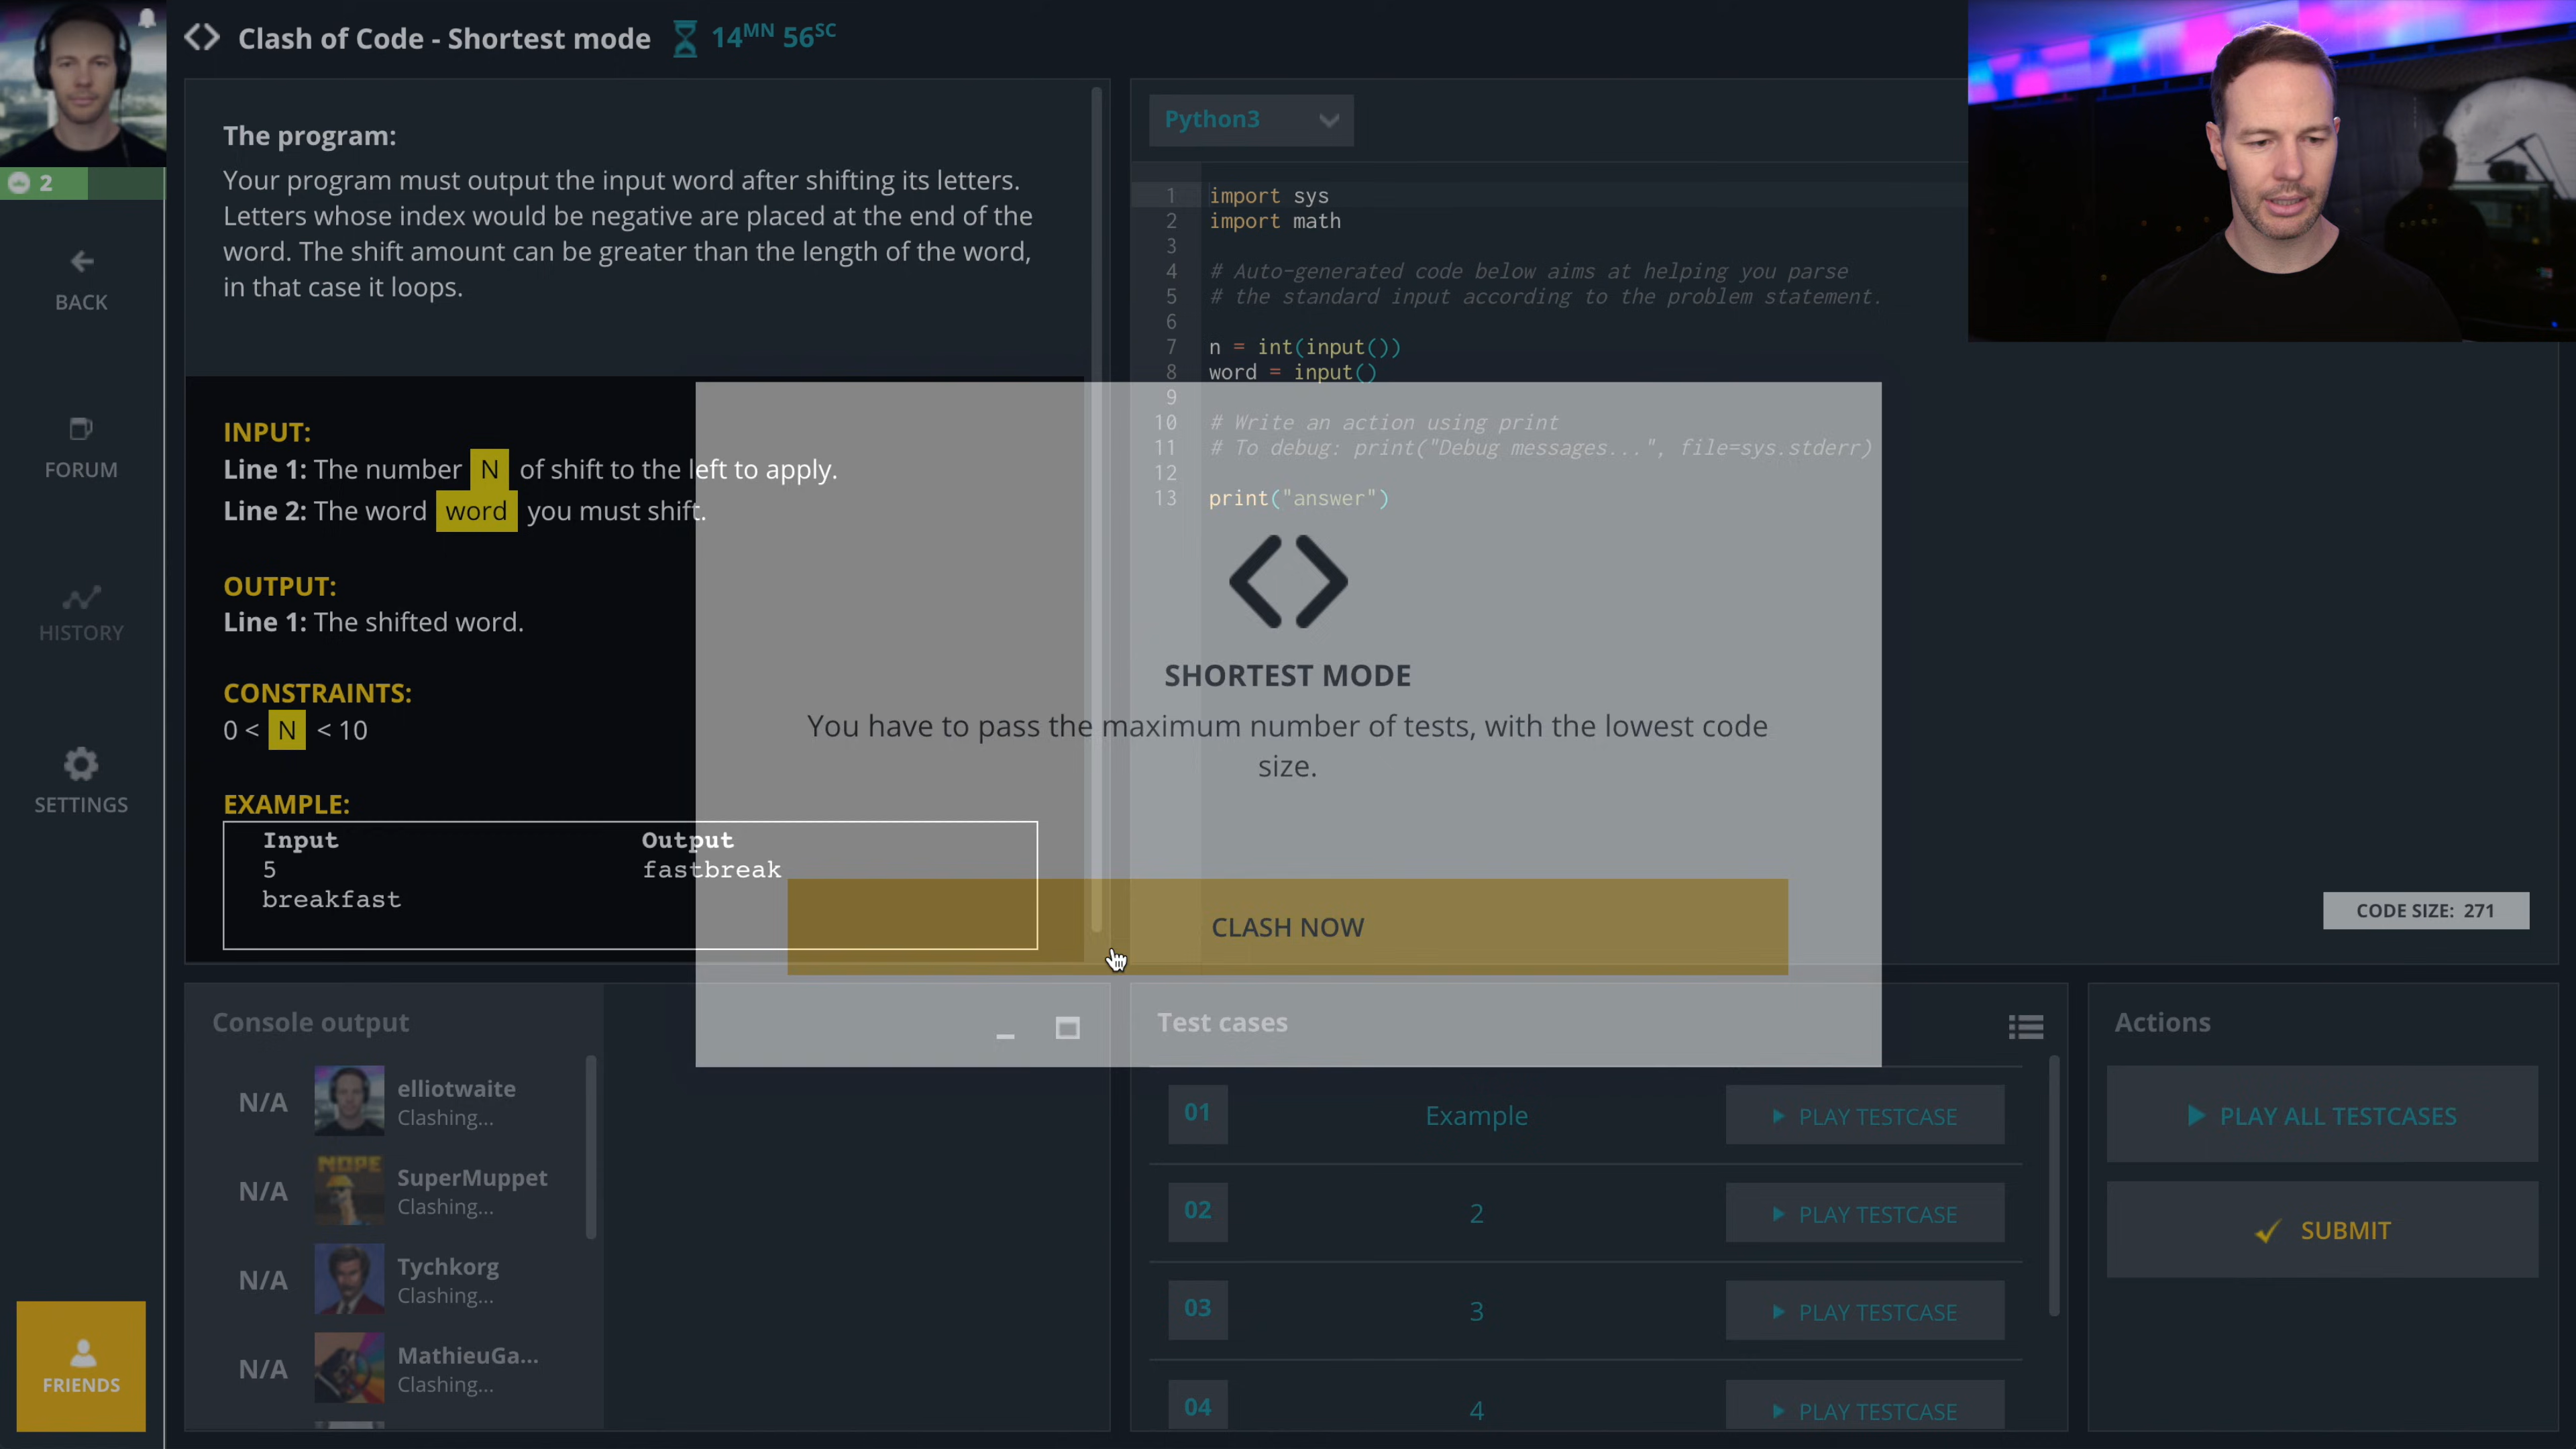 Clash of Code - Shortest mode 14MN 56SC
2
BACK
FORUM
HISTORY
SETTINGS
FRIENDS
The program:
Your program must output the input word after shifting its letters.
Letters whose index would be negative are placed at the end of the
word. The shift amount can be greater than the length of the word,
in that case it loops.
INPUT:
Line 1: The number N of shift to the left to apply.
Line 2: The word word you must shift.
OUTPUT:
Line 1: The shifted word.
CONSTRAINTS:
0 < N < 10
EXAMPLE:
Input Output
5 fastbreak
breakfast
Python3
1 import sys
2 import math
3
4 # Auto-generated code below aims at helping you parse
5 # the standard input according to the problem statement.
6
7 n = int(input())
8 word = input()
9
10 # Write an action using print
11 # To debug: print("Debug messages...", file=sys.stderr)
12
13 print("answer")
SHORTEST MODE
You have to pass the maximum number of tests, with the lowest code
size.
CLASH NOW
CODE SIZE: 271
Console output
N/A elliotwaite
Clashing...
NOPE
N/A SuperMuppet
Clashing...
N/A Tychkorg
Clashing...
N/A MathieuGa...
Clashing...
Test cases
01 Example PLAY TESTCASE
02 2 PLAY TESTCASE
03 3 PLAY TESTCASE
04 4 PLAY TESTCASE
Actions
PLAY ALL TESTCASES
SUBMIT